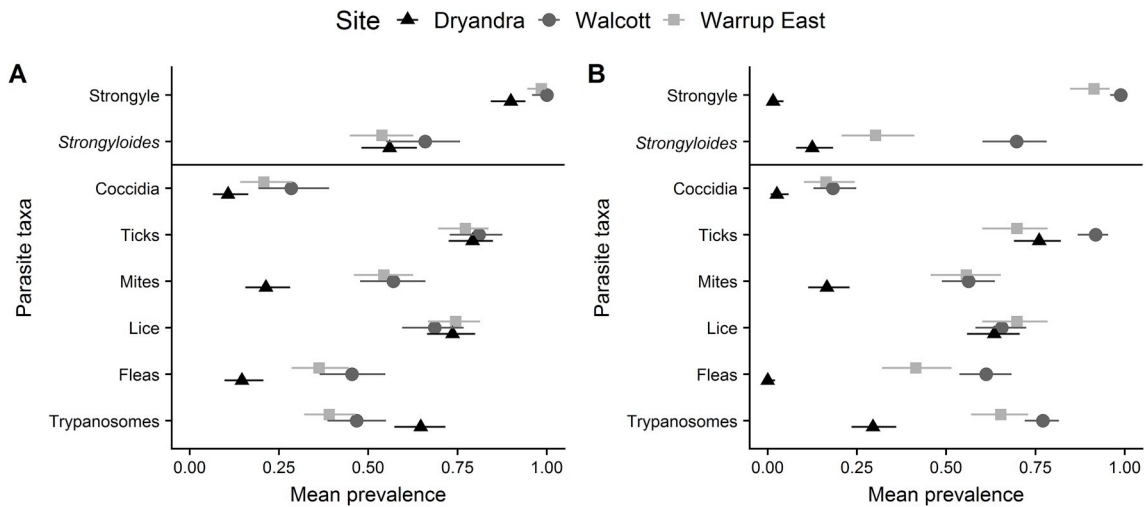 Site Dryandra Walcott Warrup East
A
Strongyle
Strongyloides
Coccidia
Ticks
Mites
Lice
Fleas
Trypanosomes
Parasite taxa
0.00 0.25 0.50 0.75 1.00
Mean prevalence
B
Strongyle
Strongyloides
Coccidia
Ticks
Mites
Lice
Fleas
Trypanosomes
Parasite taxa
0.00 0.25 0.50 0.75 1.00
Mean prevalence